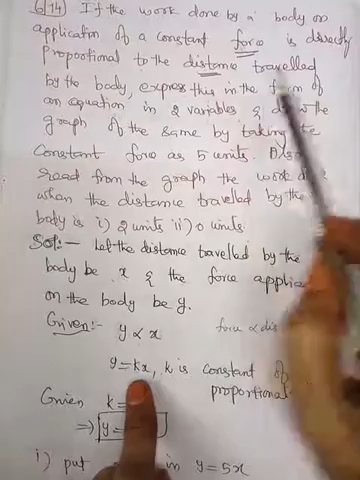 6/14) If the work done by a body on
application of a constant force is directly
proportional to the distance travelled
by the body, express this in the form of
an equation in 2 variables & the
graph of the same by taking the
constant force as 5 units. Also
read from the graph the work
when the distance travelled by the
body is i) 2 units ii) 0 units
Sol:- Let the distance travelled by the
body be x & the force applie
on the body be y.
Given:- y ∝ x force ∝ dis
y = kx, k is constant of
proportional
Given k =
⇒ y =
i) put in y = 5x